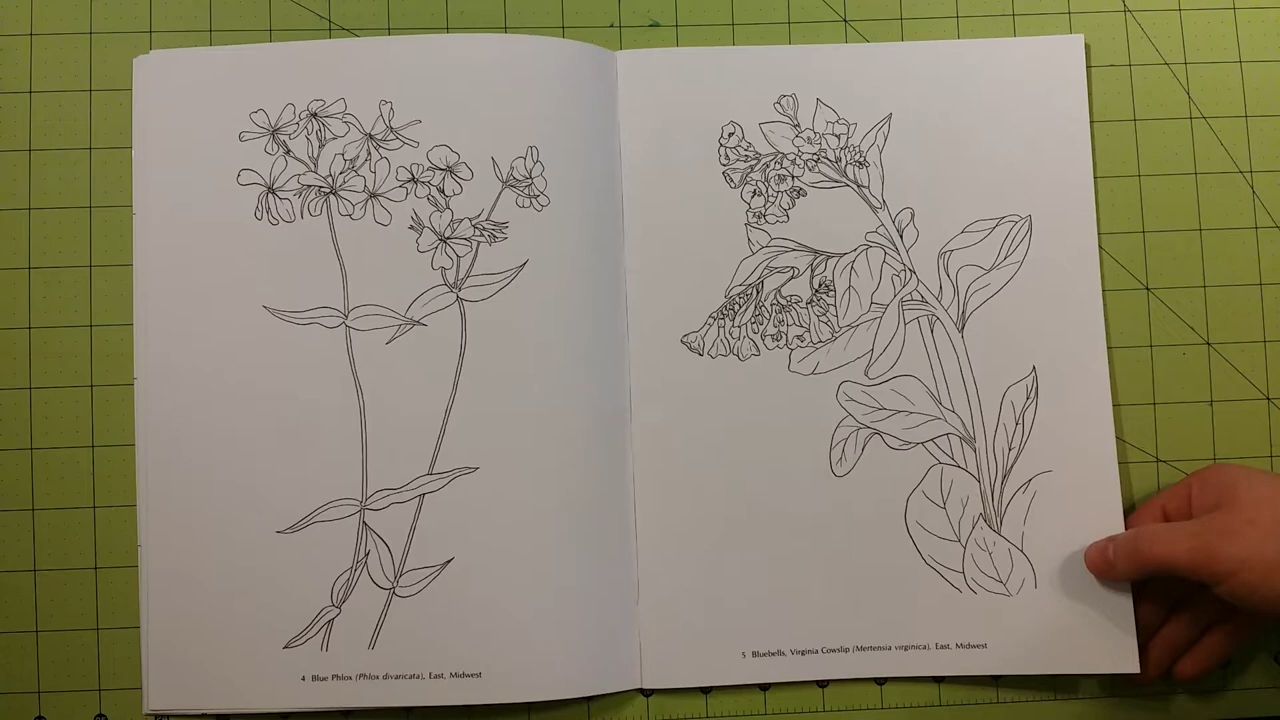 4 Blue Phlox (Phlox divaricata), East, Midwest
5 Bluebells, Virginia Cowslip (Mertensia virginica), East, Midwest